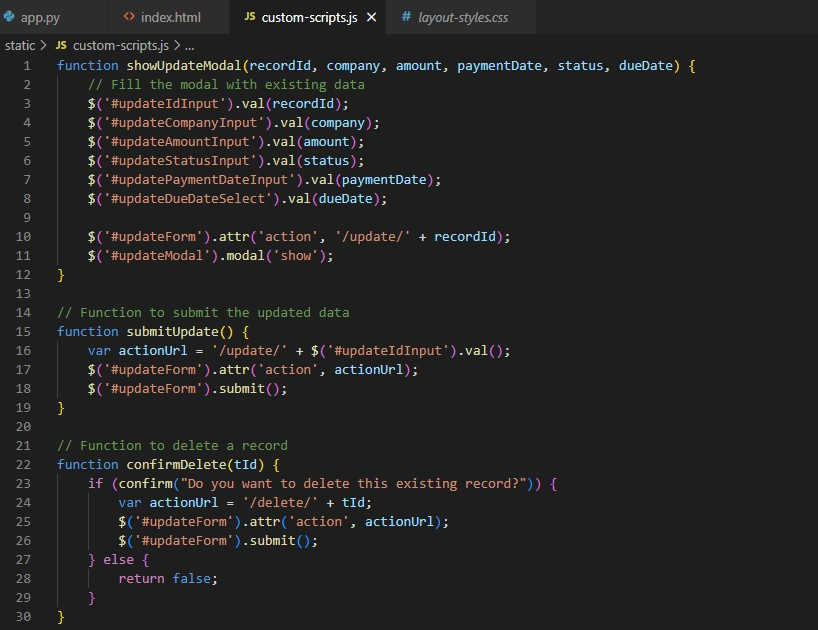 app.py index.html JS custom-scripts.js × # layout-styles.css
static > JS custom-scripts.js > ...
1 function showUpdateModal(recordId, company, amount, paymentDate, status, dueDate) {
2     // Fill the modal with existing data
3     $('#updateIdInput').val(recordId);
4     $('#updateCompanyInput').val(company);
5     $('#updateAmountInput').val(amount);
6     $('#updateStatusInput').val(status);
7     $('#updatePaymentDateInput').val(paymentDate);
8     $('#updateDueDateSelect').val(dueDate);
9
10     $('#updateForm').attr('action', '/update/' + recordId);
11     $('#updateModal').modal('show');
12 }
13
14 // Function to submit the updated data
15 function submitUpdate() {
16     var actionUrl = '/update/' + $('#updateIdInput').val();
17     $('#updateForm').attr('action', actionUrl);
18     $('#updateForm').submit();
19 }
20
21 // Function to delete a record
22 function confirmDelete(tId) {
23     if (confirm("Do you want to delete this existing record?")) {
24         var actionUrl = '/delete/' + tId;
25         $('#updateForm').attr('action', actionUrl);
26         $('#updateForm').submit();
27     } else {
28         return false;
29     }
30 }